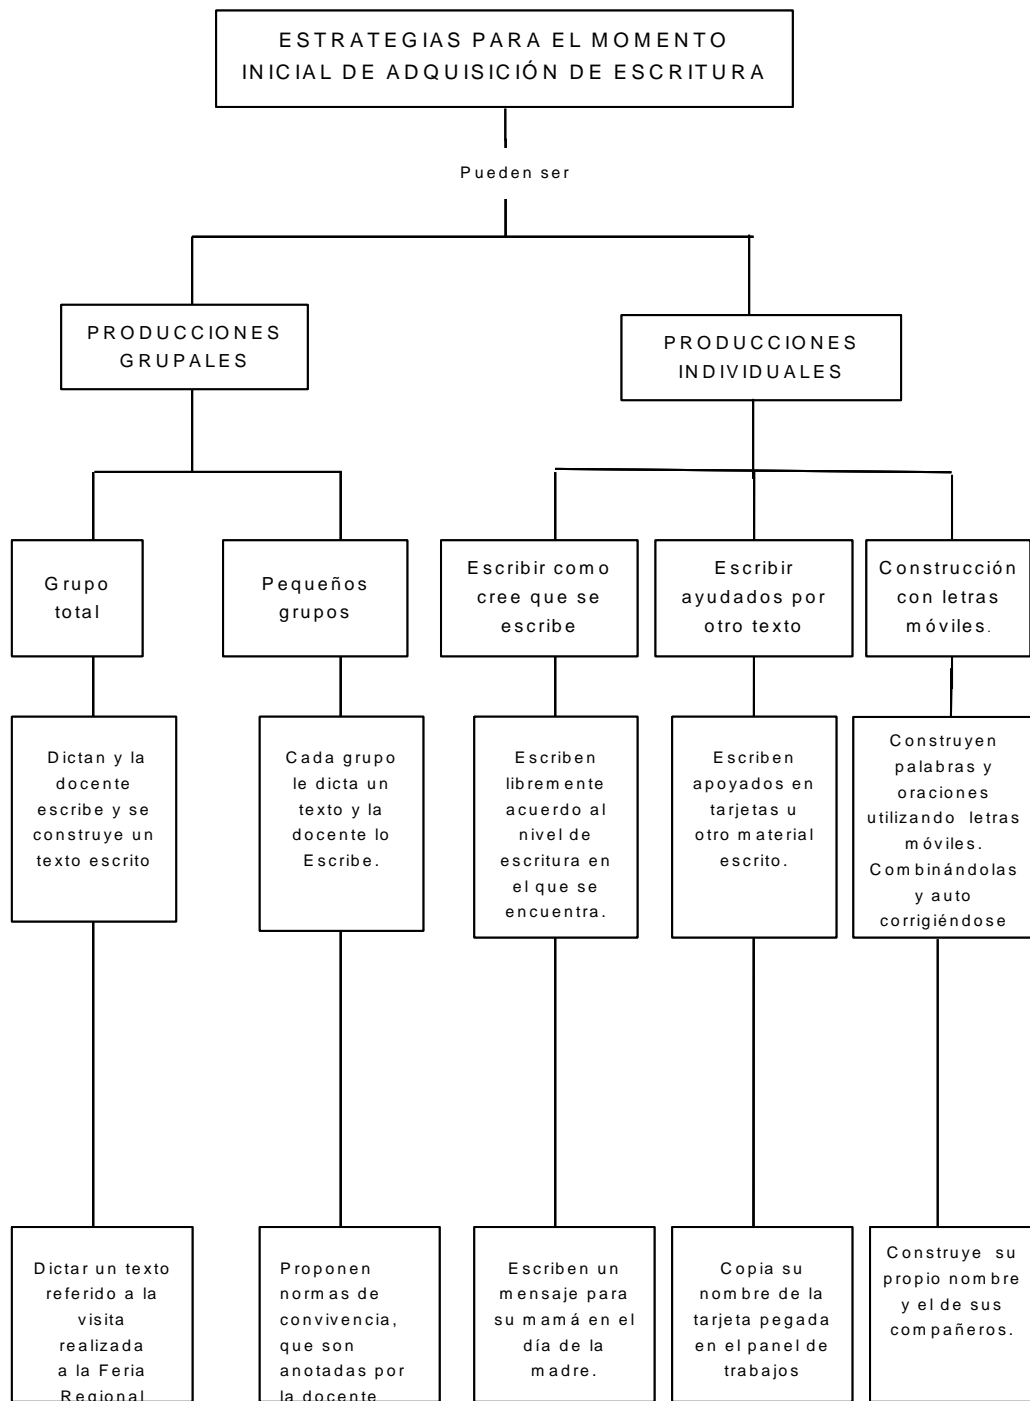 ESTRATEGIAS PARA EL MOMENTO
INICIAL DE ADQUISICIÓN DE ESCRITURA
Pueden ser
PRODUCCIONES
GRUPALES
PRODUCCIONES
INDIVIDUALES
Grupo
total
Pequeños
grupos
Escribir como
cree que se
escribe
Escribir
ayudados por
otro texto
Construcción
con letras
móviles.
Dictan y la
docente
escribe y se
construye un
texto escrito
Cada grupo
le dicta un
texto y la
docente lo
Escribe.
Escriben
libremente
acuerdo al
nivel de
escritura en
el que se
encuentra.
Escriben
apoyados en
tarjetas u
otro material
escrito.
Construyen
palabras y
oraciones
utilizando letras
móviles.
Combinándolas
y auto
corrigiéndose
Dictar un texto
referido a la
visita
realizada
a la Feria
Regional
Proponen
normas de
convivencia,
que son
anotadas por
la docente
Escriben un
mensaje para
su mamá en el
día de la
madre.
Copia su
nombre de la
tarjeta pegada
en el panel de
trabajos
Construye su
propio nombre
y el de sus
compañeros.